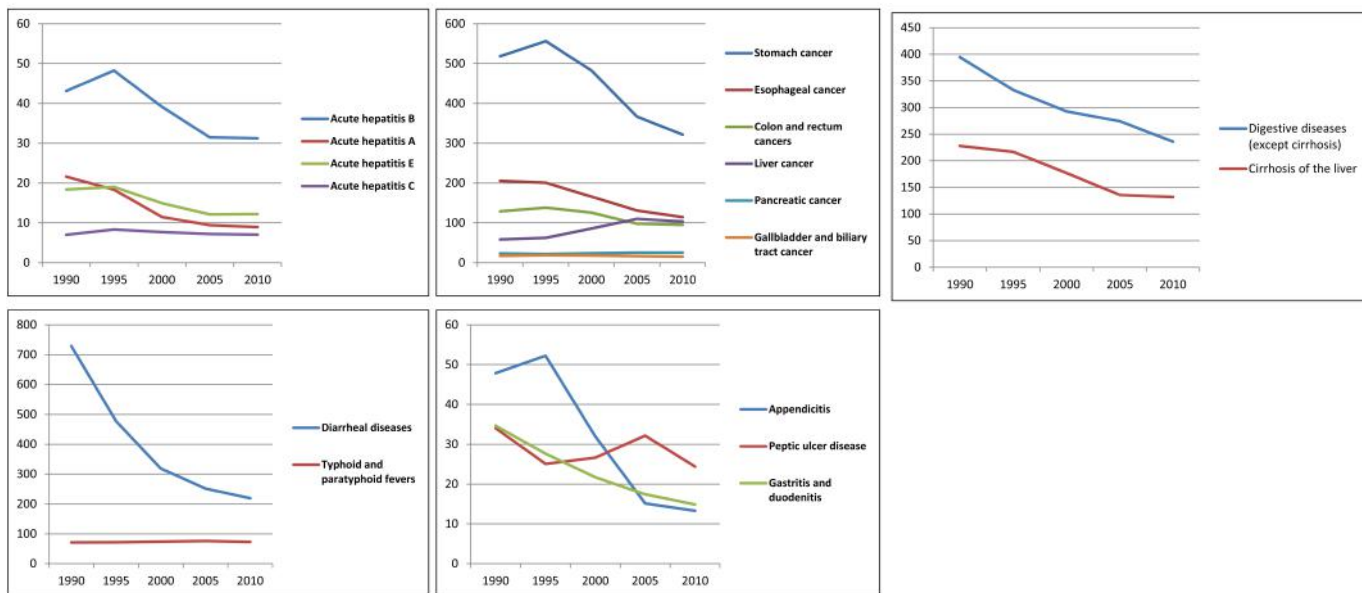 60
50
40
30
20
10
0
1990 1995 2000 2005 2010
Acute hepatitis B
Acute hepatitis A
Acute hepatitis E
Acute hepatitis C
600
500
400
300
200
100
0
1990 1995 2000 2005 2010
Stomach cancer
Esophageal cancer
Colon and rectum
cancers
Liver cancer
Pancreatic cancer
Gallbladder and biliary
tract cancer
450
400
350
300
250
200
150
100
50
0
1990 1995 2000 2005 2010
Digestive diseases
(except cirrhosis)
Cirrhosis of the liver
800
700
600
500
400
300
200
100
0
1990 1995 2000 2005 2010
Diarrheal diseases
Typhoid and
paratyphoid fevers
60
50
40
30
20
10
0
1990 1995 2000 2005 2010
Appendicitis
Peptic ulcer disease
Gastritis and
duodenitis